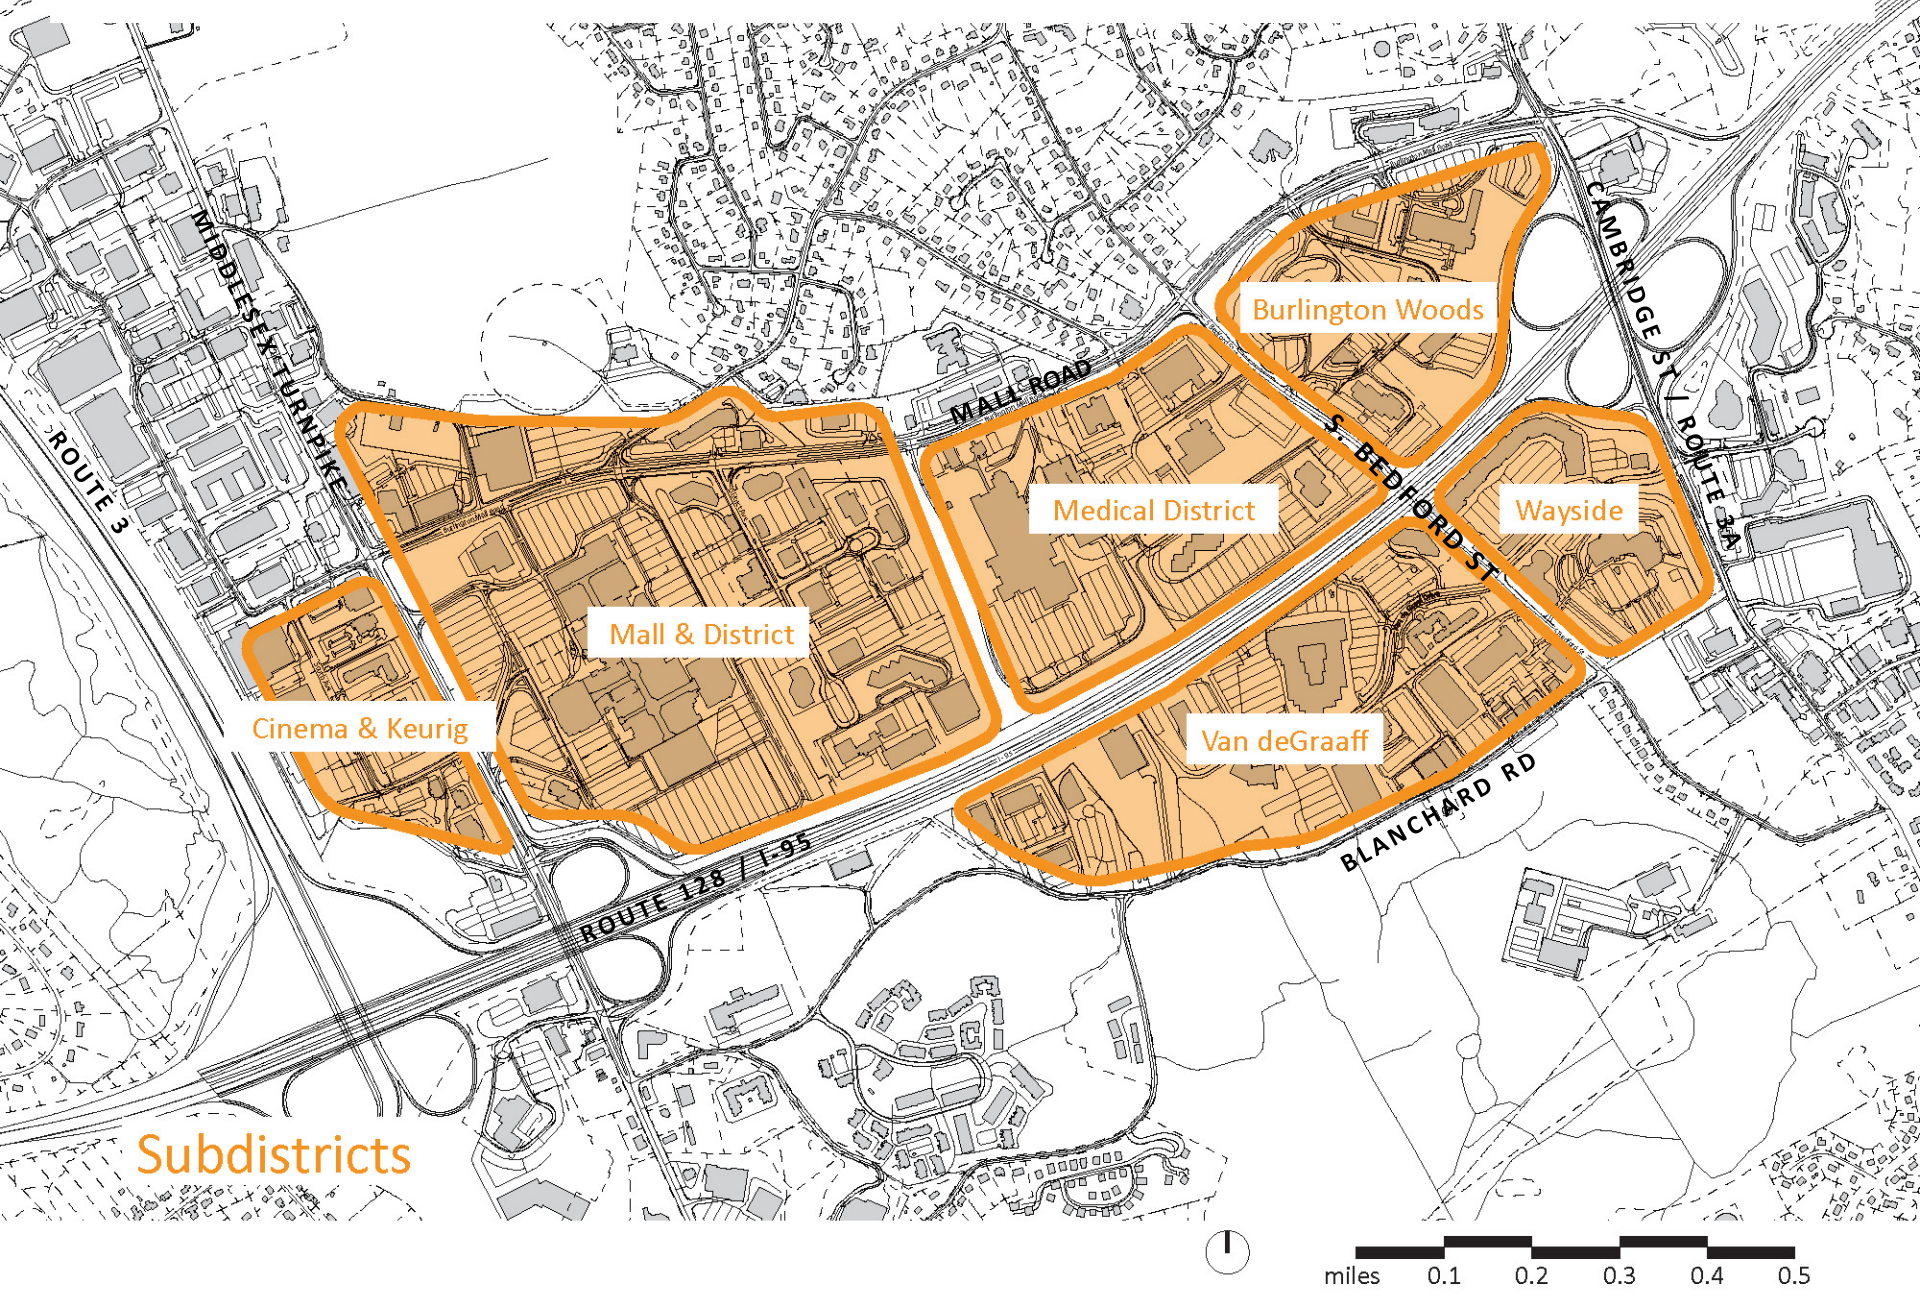 MIDDLESEX TURNPIKE
ROUTE 3
MALL ROAD
CAMBRIDGE ST / ROUTE 3A
Burlington Woods
S. BEDFORD ST
Medical District
Wayside
Mall & District
Cinema & Keurig
Van deGraaff
BLANCHARD RD
ROUTE 128 / I-95
Subdistricts
miles 0.1 0.2 0.3 0.4 0.5